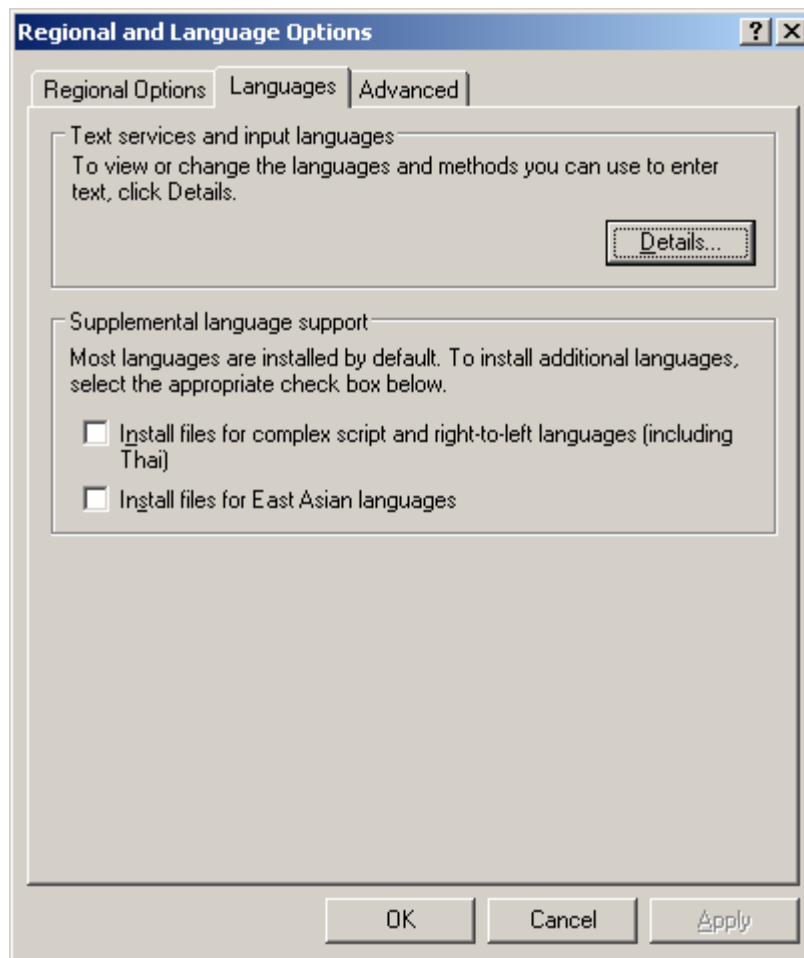 Regional and Language Options
Regional Options
Languages
Advanced
Text services and input languages
To view or change the languages and methods you can use to enter
text, click Details.
Details...
Supplemental language support
Most languages are installed by default. To install additional languages,
select the appropriate check box below.
Install files for complex script and right-to-left languages (including
Thai)
Install files for East Asian languages
OK
Cancel
Apply